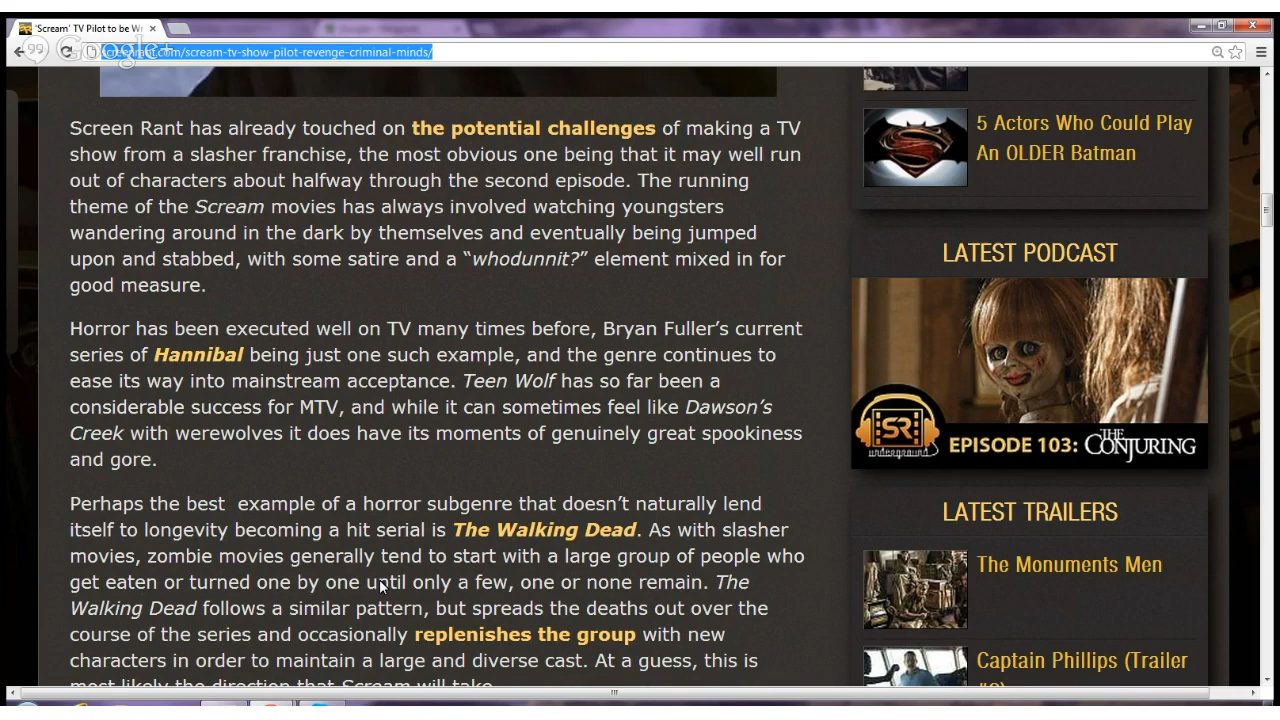 'Scream' TV Pilot to be Wr
Google+
screenrant.com/scream-tv-show-pilot-revenge-criminal-minds/
Screen Rant has already touched on the potential challenges of making a TV
show from a slasher franchise, the most obvious one being that it may well run
out of characters about halfway through the second episode. The running
theme of the Scream movies has always involved watching youngsters
wandering around in the dark by themselves and eventually being jumped
upon and stabbed, with some satire and a “whodunnit?” element mixed in for
good measure.
Horror has been executed well on TV many times before, Bryan Fuller’s current
series of Hannibal being just one such example, and the genre continues to
ease its way into mainstream acceptance. Teen Wolf has so far been a
considerable success for MTV, and while it can sometimes feel like Dawson’s
Creek with werewolves it does have its moments of genuinely great spookiness
and gore.
Perhaps the best  example of a horror subgenre that doesn’t naturally lend
itself to longevity becoming a hit serial is The Walking Dead. As with slasher
movies, zombie movies generally tend to start with a large group of people who
get eaten or turned one by one until only a few, one or none remain. The
Walking Dead follows a similar pattern, but spreads the deaths out over the
course of the series and occasionally replenishes the group with new
characters in order to maintain a large and diverse cast. At a guess, this is
most likely the direction that Scream will take.
5 Actors Who Could Play
An OLDER Batman
LATEST PODCAST
SR
underground
EPISODE 103: THE CONJURING
LATEST TRAILERS
The Monuments Men
Captain Phillips (Trailer